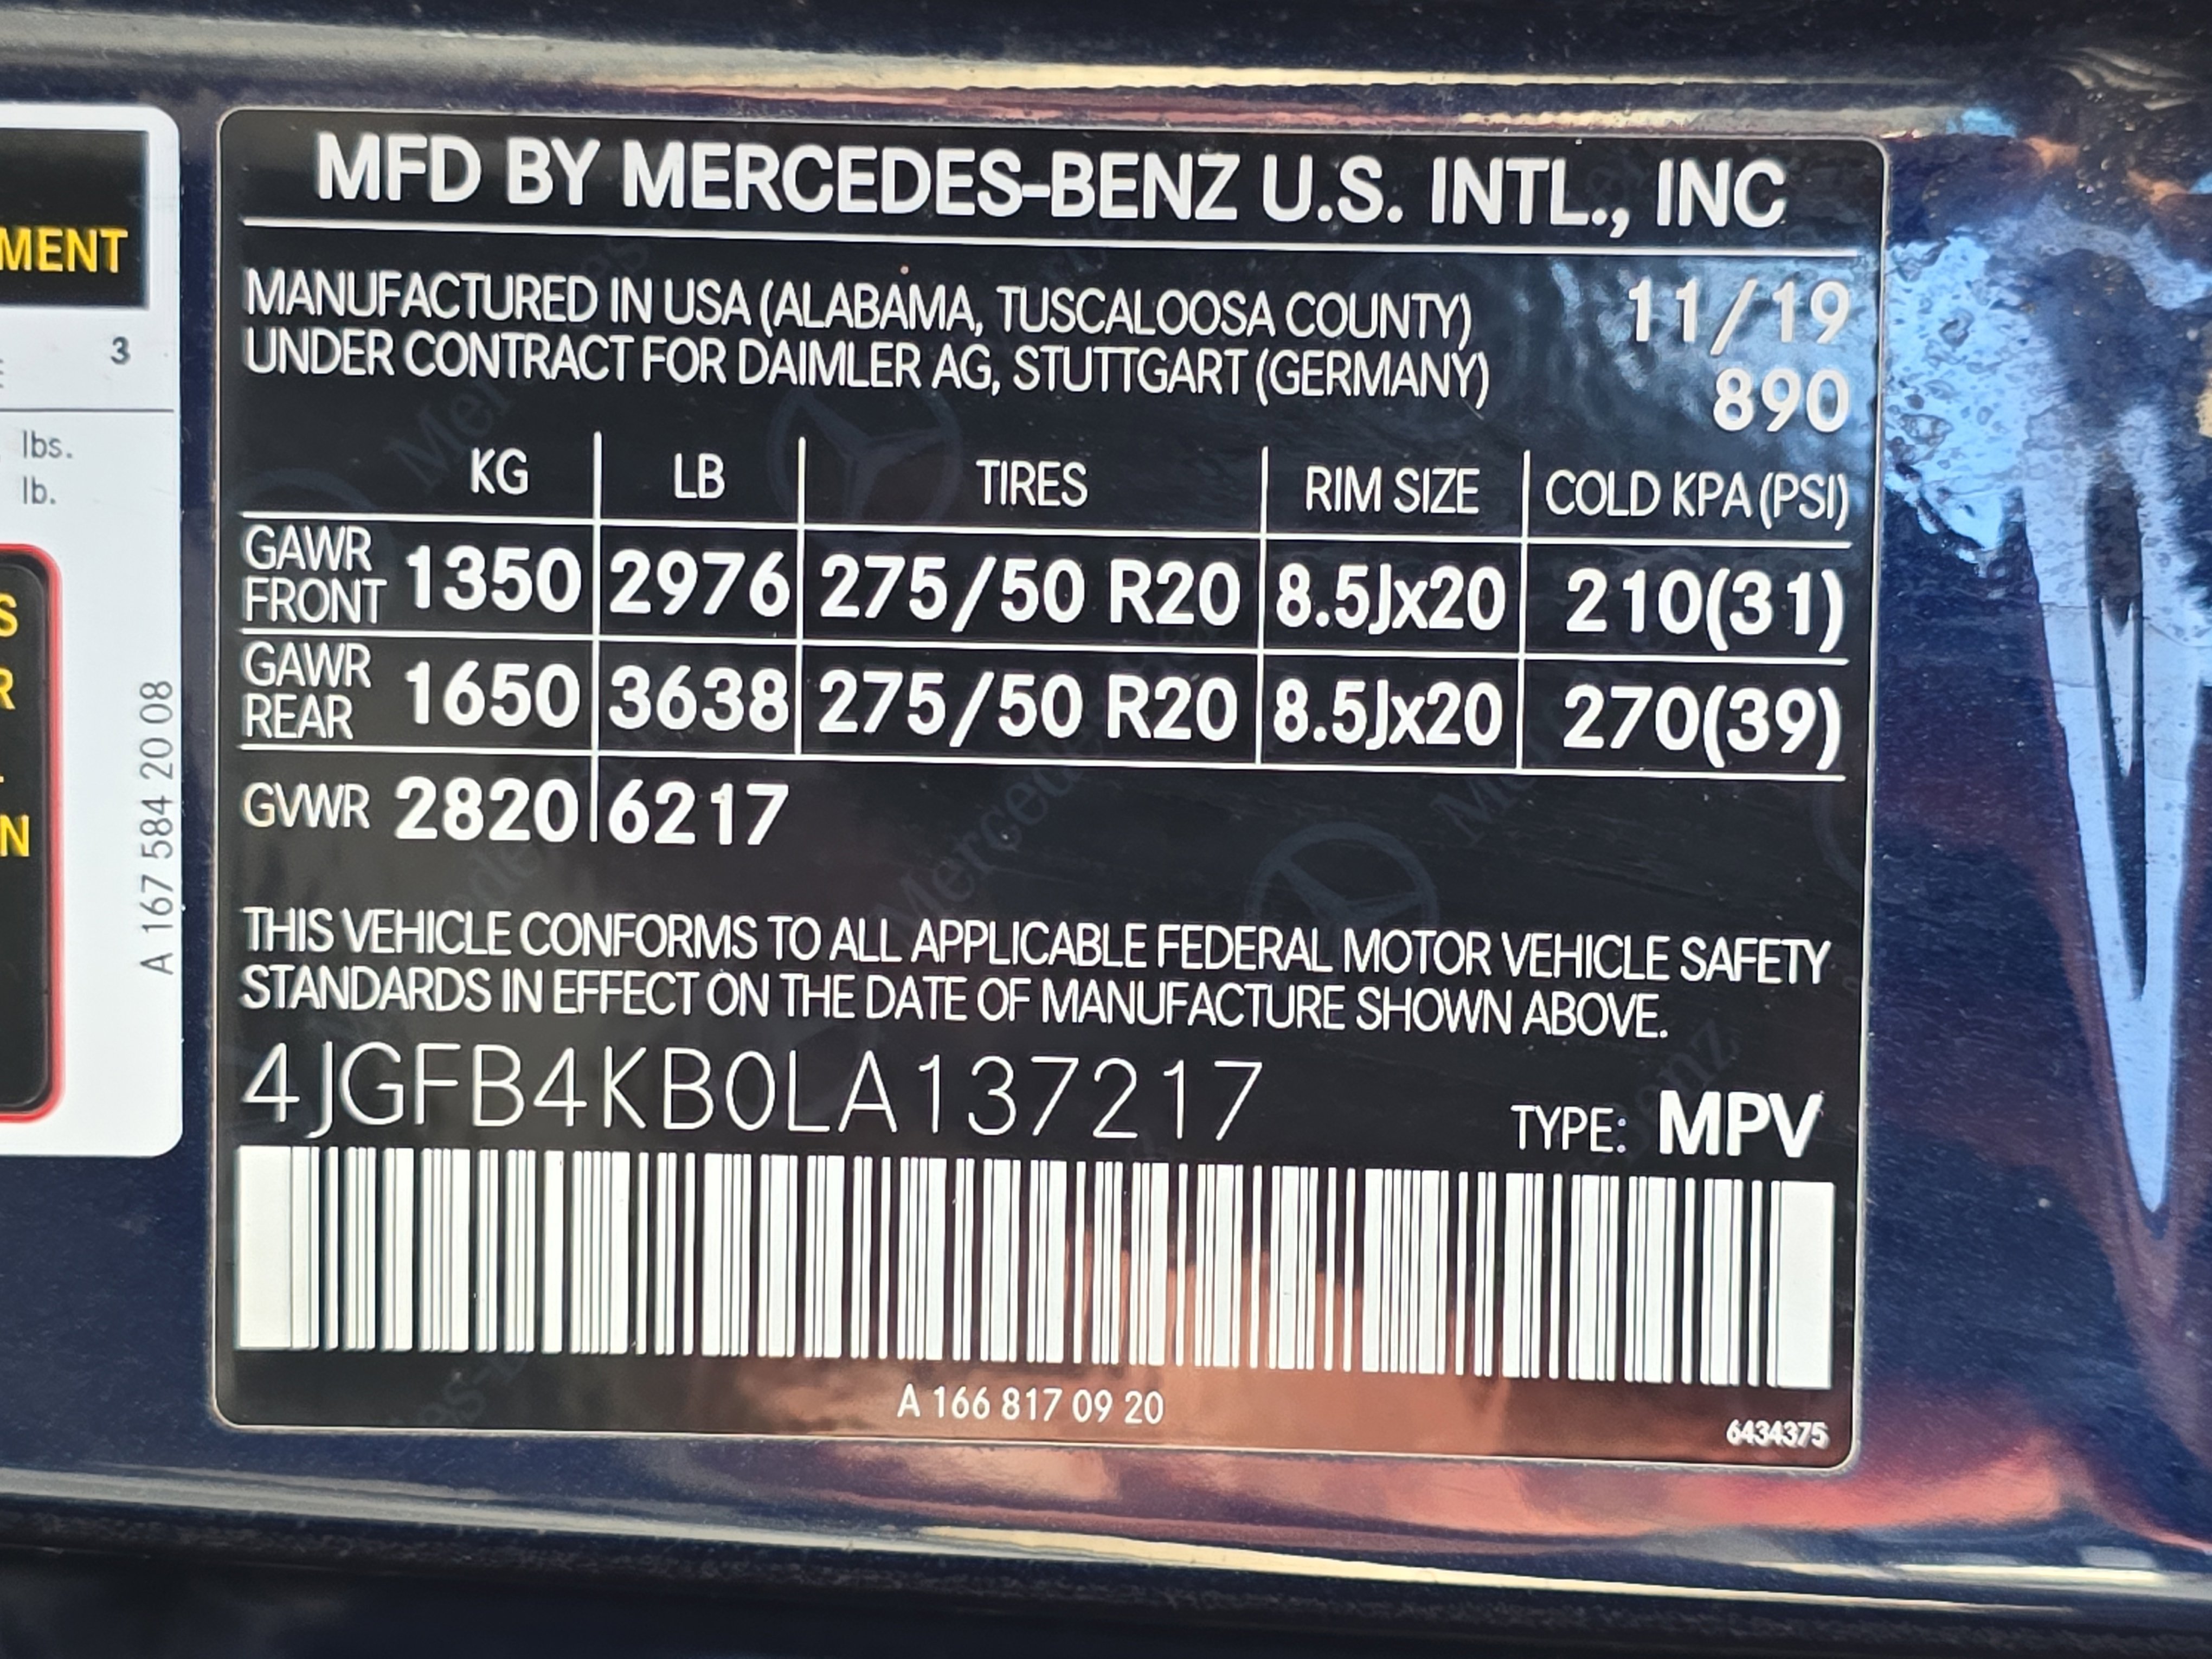 MENT
3
lbs.
lb.
S
R
N
A 167 584 20 08
MFD BY MERCEDES-BENZ U.S. INTL., INC
MANUFACTURED IN USA (ALABAMA, TUSCALOOSA COUNTY) 11/19
UNDER CONTRACT FOR DAIMLER AG, STUTTGART (GERMANY) 890
KG LB TIRES RIM SIZE COLD KPA (PSI)
GAWR FRONT 1350 2976 275/50 R20 8.5Jx20 210(31)
GAWR REAR 1650 3638 275/50 R20 8.5Jx20 270(39)
GVWR 2820 6217
THIS VEHICLE CONFORMS TO ALL APPLICABLE FEDERAL MOTOR VEHICLE SAFETY
STANDARDS IN EFFECT ON THE DATE OF MANUFACTURE SHOWN ABOVE.
4JGFB4KB0LA137217
TYPE: MPV
A 166 817 09 20
6434375